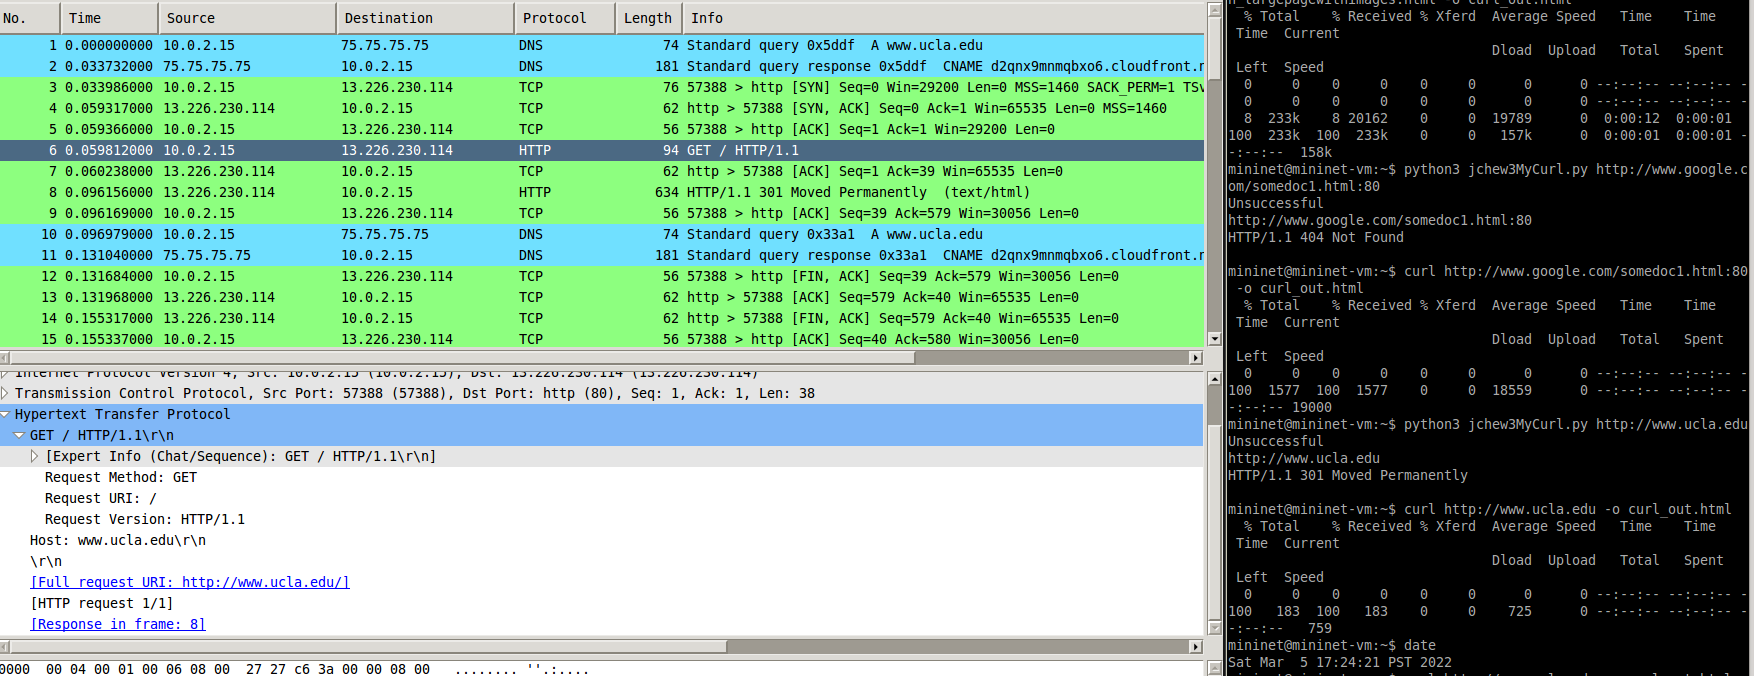 No. Time Source Destination Protocol Length Info
1 0.000000000 10.0.2.15 75.75.75.75 DNS 74 Standard query 0x5ddf A www.ucla.edu
2 0.033732000 75.75.75.75 10.0.2.15 DNS 181 Standard query response 0x5ddf CNAME d2qnx9mnmqbxo6.cloudfront.n
3 0.033986000 10.0.2.15 13.226.230.114 TCP 76 57388 > http [SYN] Seq=0 Win=29200 Len=0 MSS=1460 SACK_PERM=1 TSv
4 0.059317000 13.226.230.114 10.0.2.15 TCP 62 http > 57388 [SYN, ACK] Seq=0 Ack=1 Win=65535 Len=0 MSS=1460
5 0.059366000 10.0.2.15 13.226.230.114 TCP 56 57388 > http [ACK] Seq=1 Ack=1 Win=29200 Len=0
6 0.059812000 10.0.2.15 13.226.230.114 HTTP 94 GET / HTTP/1.1
7 0.060238000 13.226.230.114 10.0.2.15 TCP 62 http > 57388 [ACK] Seq=1 Ack=39 Win=65535 Len=0
8 0.096156000 13.226.230.114 10.0.2.15 HTTP 634 HTTP/1.1 301 Moved Permanently (text/html)
9 0.096169000 10.0.2.15 13.226.230.114 TCP 56 57388 > http [ACK] Seq=39 Ack=579 Win=30056 Len=0
10 0.096979000 10.0.2.15 75.75.75.75 DNS 74 Standard query 0x33a1 A www.ucla.edu
11 0.131040000 75.75.75.75 10.0.2.15 DNS 181 Standard query response 0x33a1 CNAME d2qnx9mnmqbxo6.cloudfront.n
12 0.131684000 10.0.2.15 13.226.230.114 TCP 56 57388 > http [FIN, ACK] Seq=39 Ack=579 Win=30056 Len=0
13 0.131968000 13.226.230.114 10.0.2.15 TCP 62 http > 57388 [ACK] Seq=579 Ack=40 Win=65535 Len=0
14 0.155317000 13.226.230.114 10.0.2.15 TCP 62 http > 57388 [FIN, ACK] Seq=579 Ack=40 Win=65535 Len=0
15 0.155337000 10.0.2.15 13.226.230.114 TCP 56 57388 > http [ACK] Seq=40 Ack=580 Win=30056 Len=0
Internet Protocol Version 4, Src: 10.0.2.15 (10.0.2.15), Dst: 13.226.230.114 (13.226.230.114)
Transmission Control Protocol, Src Port: 57388 (57388), Dst Port: http (80), Seq: 1, Ack: 1, Len: 38
Hypertext Transfer Protocol
GET / HTTP/1.1\r\n
[Expert Info (Chat/Sequence): GET / HTTP/1.1\r\n]
Request Method: GET
Request URI: /
Request Version: HTTP/1.1
Host: www.ucla.edu\r\n
\r\n
[Full request URI: http://www.ucla.edu/]
[HTTP request 1/1]
[Response in frame: 8]
0000 00 04 00 01 00 06 08 00 27 27 c6 3a 00 00 08 00 ........ ''.:....
n_largepagewithimages.html -o curl_out.html
% Total % Received % Xferd Average Speed Time Time
Time Current
Dload Upload Total Spent
Left Speed
0 0 0 0 0 0 0 0 --:--:-- --:--:-- -
0 0 0 0 0 0 0 0 --:--:-- --:--:-- -
8 233k 8 20162 0 0 19789 0 0:00:12 0:00:01
100 233k 100 233k 0 0 157k 0 0:00:01 0:00:01 -
-:--:-- 158k
mininet@mininet-vm:~$ python3 jchew3MyCurl.py http://www.google.c
om/somedoc1.html:80
Unsuccessful
http://www.google.com/somedoc1.html:80
HTTP/1.1 404 Not Found
mininet@mininet-vm:~$ curl http://www.google.com/somedoc1.html:80
-o curl_out.html
% Total % Received % Xferd Average Speed Time Time
Time Current
Dload Upload Total Spent
Left Speed
0 0 0 0 0 0 0 0 --:--:-- --:--:-- -
100 1577 100 1577 0 0 18559 0 --:--:-- --:--:-- -
-:--:-- 19000
mininet@mininet-vm:~$ python3 jchew3MyCurl.py http://www.ucla.edu
Unsuccessful
http://www.ucla.edu
HTTP/1.1 301 Moved Permanently
mininet@mininet-vm:~$ curl http://www.ucla.edu -o curl_out.html
% Total % Received % Xferd Average Speed Time Time
Time Current
Dload Upload Total Spent
Left Speed
0 0 0 0 0 0 0 0 --:--:-- --:--:-- -
100 183 100 183 0 0 725 0 --:--:-- --:--:-- -
-:--:-- 759
mininet@mininet-vm:~$ date
Sat Mar 5 17:24:21 PST 2022